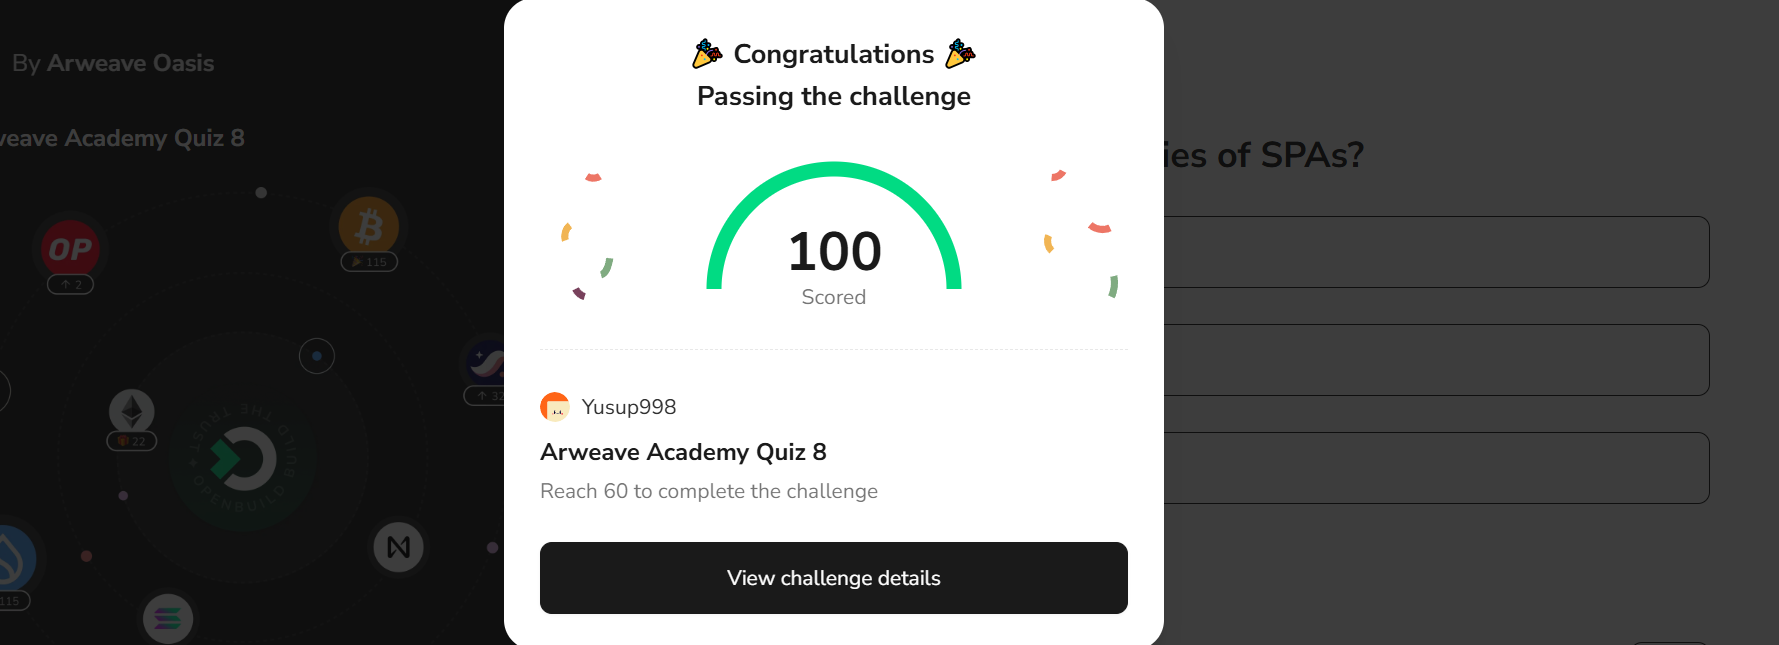 By Arweave Oasis
weave Academy Quiz 8
OP
2
115
32
22
BUILD THE TRUST
OPENBUILD
115
🎉 Congratulations 🎉
Passing the challenge
100
Scored
Yusup998
Arweave Academy Quiz 8
Reach 60 to complete the challenge
View challenge details
ies of SPAs?